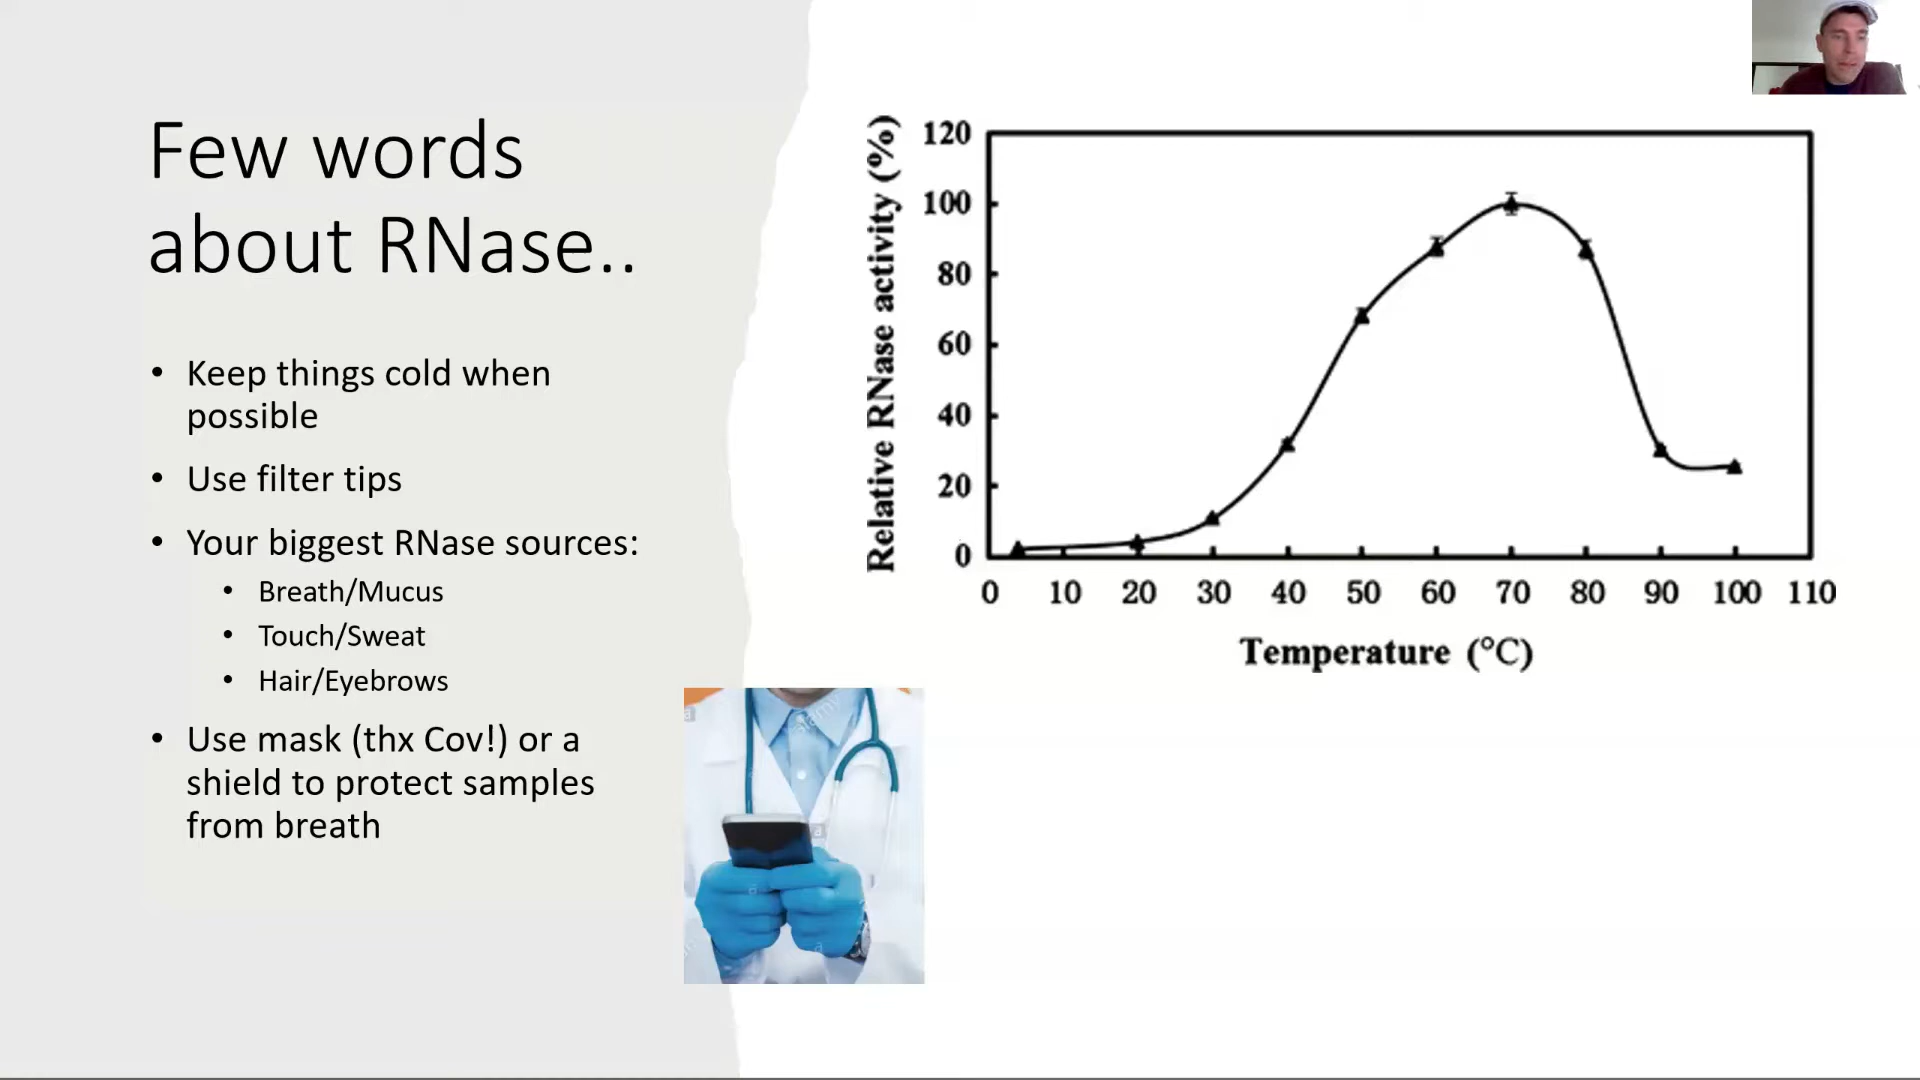 Few words
about RNase..
• Keep things cold when
possible
• Use filter tips
• Your biggest RNase sources:
• Breath/Mucus
• Touch/Sweat
• Hair/Eyebrows
• Use mask (thx Cov!) or a
shield to protect samples
from breath
Relative RNase activity (%)
120
100
80
60
40
20
0
0 10 20 30 40 50 60 70 80 90 100 110
Temperature (°C)
alamy
a
a
a
a